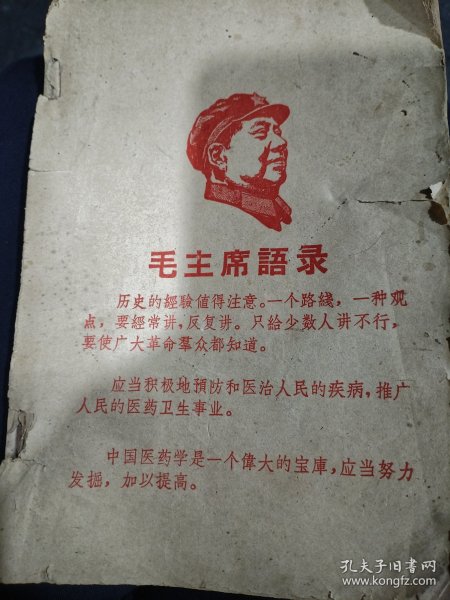 毛主席語录
历史的經驗値得注意。一个路綫，一种观
点，要經常讲，反复讲。只给少数人讲不行，
要使广大革命羣众都知道。
应当积极地預防和医治人民的疾病，推广
人民的医药卫生事业。
中国医药学是一个偉大的宝庫，应当努力
发掘，加以提高。
孔夫子旧书网
www.kongfz.com